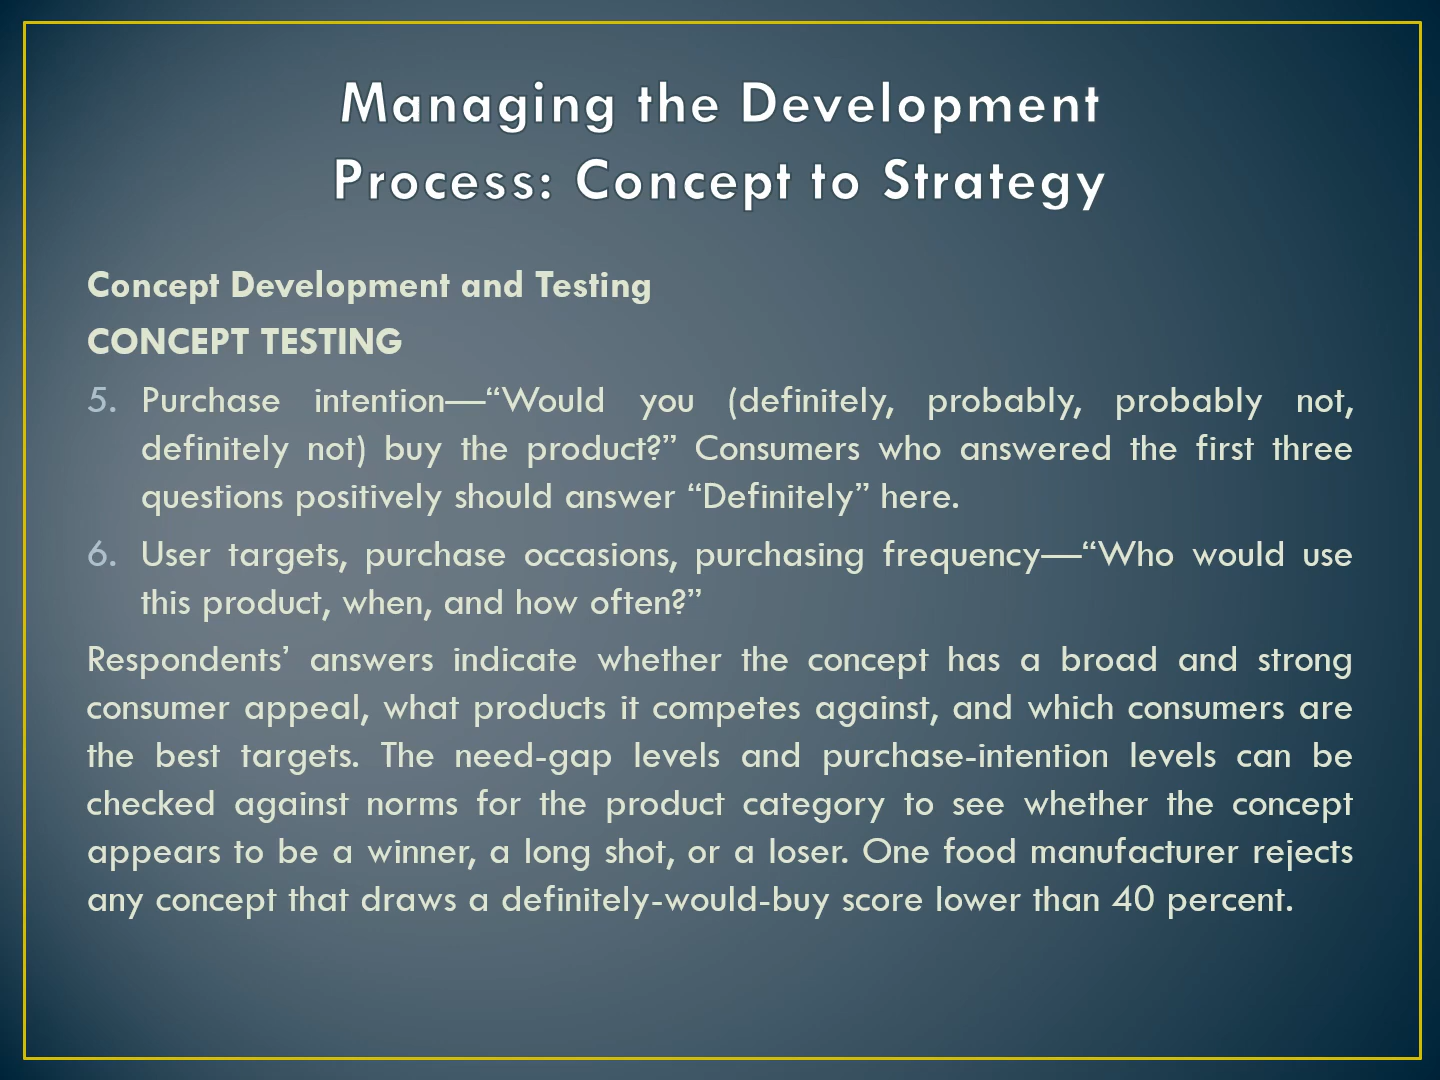 Managing the Development
Process: Concept to Strategy
Concept Development and Testing
CONCEPT TESTING
5. Purchase intention—“Would you (definitely, probably, probably not,
definitely not) buy the product?” Consumers who answered the first three
questions positively should answer “Definitely” here.
6. User targets, purchase occasions, purchasing frequency—“Who would use
this product, when, and how often?”
Respondents’ answers indicate whether the concept has a broad and strong
consumer appeal, what products it competes against, and which consumers are
the best targets. The need-gap levels and purchase-intention levels can be
checked against norms for the product category to see whether the concept
appears to be a winner, a long shot, or a loser. One food manufacturer rejects
any concept that draws a definitely-would-buy score lower than 40 percent.